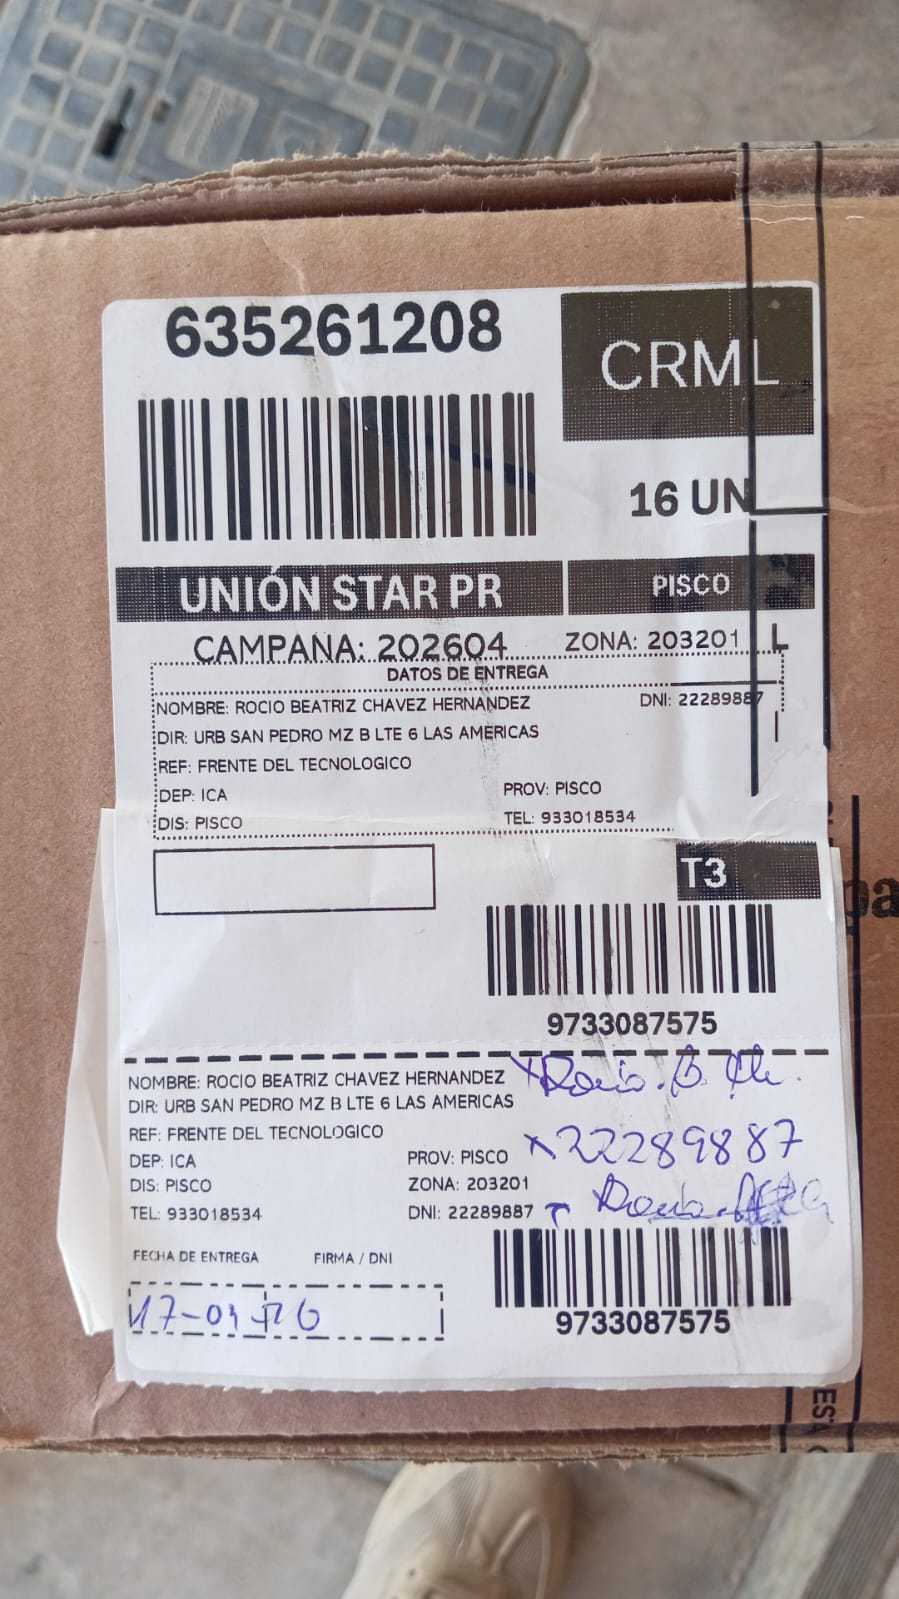 635261208
CRML
16 UN
UNIÓN STAR PR
PISCO
CAMPAÑA: 202604
ZONA: 203201
L
DATOS DE ENTREGA
NOMBRE: ROCIO BEATRIZ CHAVEZ HERNANDEZ
DNI: 22289887
DIR: URB SAN PEDRO MZ B LTE 6 LAS AMERICAS
REF: FRENTE DEL TECNOLOGICO
DEP: ICA
PROV: PISCO
DIS: PISCO
TEL: 933018534
T3
9733087575
NOMBRE: ROCIO BEATRIZ CHAVEZ HERNANDEZ
Rocio. B. Ch.
DIR: URB SAN PEDRO MZ B LTE 6 LAS AMERICAS
REF: FRENTE DEL TECNOLOGICO
x22289887
DEP: ICA
PROV: PISCO
DIS: PISCO
ZONA: 203201
TEL: 933018534
DNI: 22289887
FECHA DE ENTREGA
FIRMA / DNI
9733087575